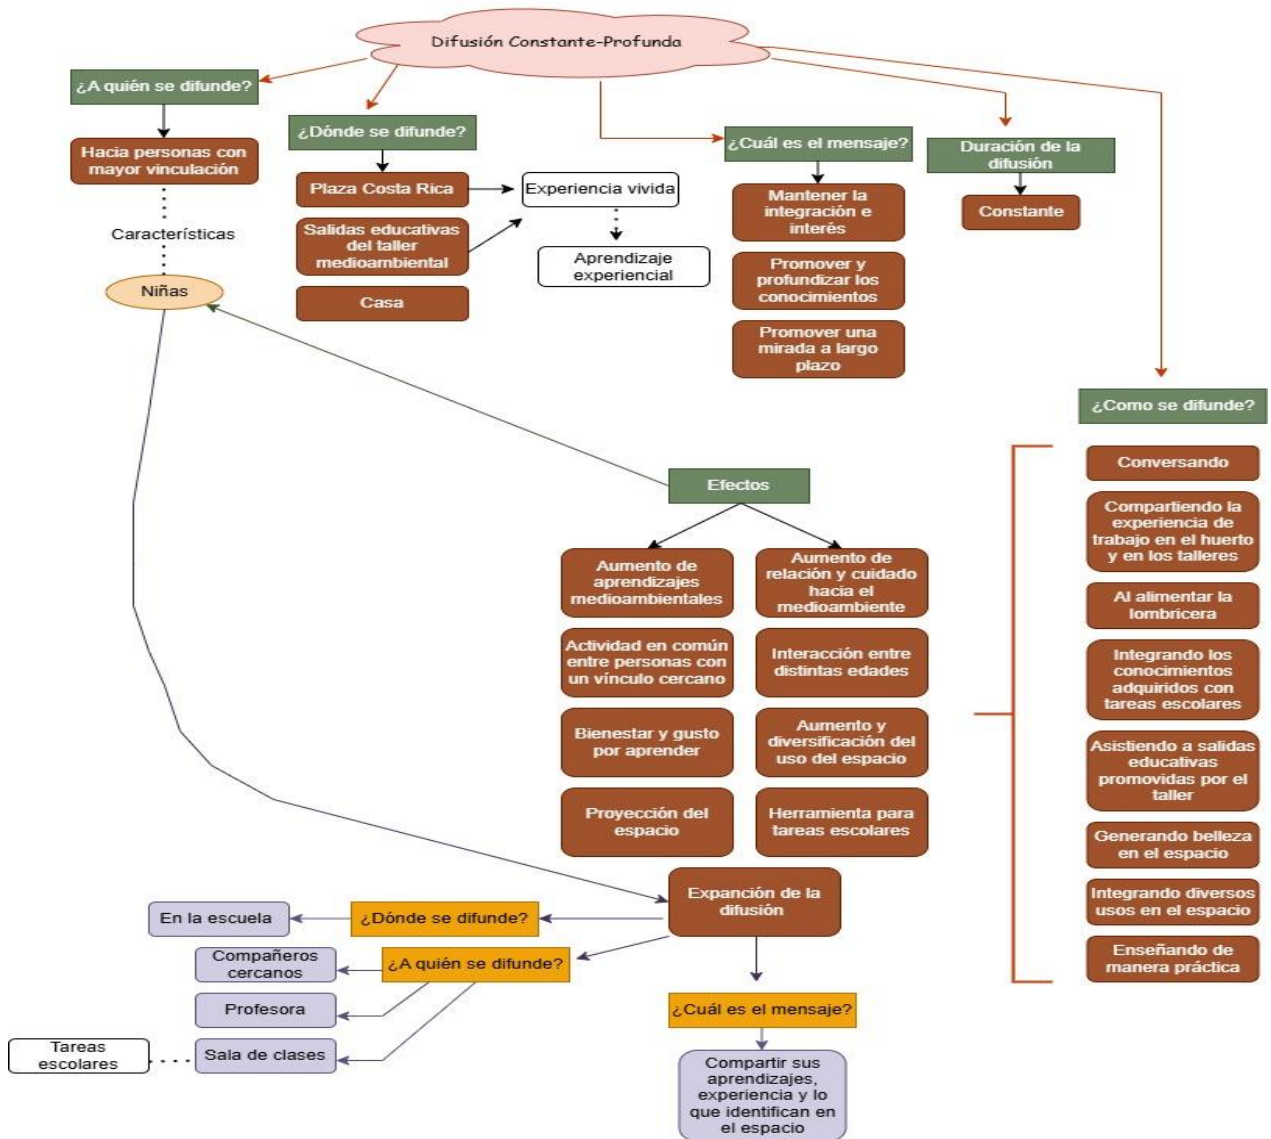 Difusión Constante-Profunda
¿A quién se difunde?
Hacia personas con
mayor vinculación
Característicias
Niñas
¿Dónde se difunde?
Plaza Costa Rica
Salidas educativas
del taller
medioambiental
Casa
Experiencia vivida
Aprendizaje
experiencial
¿Cuál es el mensaje?
Mantener la
integración e
interés
Promover y
profundizar los
conocimientos
Promover una
mirada a largo
plazo
Duración de la
difusión
Constante
¿Como se difunde?
Conversando
Compartiendo la
experiencia de
trabajo en el huerto
y en los talleres
Al alimentar la
lombricera
Integrando los
conocimientos
adquiridos con
tareas escolares
Asistiendo a salidas
educativas
promovidas por el
taller
Generando belleza
en el espacio
Integrando diversos
usos en el espacio
Enseñando de
manera práctica
Efectos
Aumento de
aprendizajes
medioambientales
Actividad en común
entre personas con
un vínculo cercano
Bienestar y gusto
por aprender
Proyección del
espacio
Aumento de
relación y cuidado
hacia el
medioambiente
Interacción entre
distintas edades
Aumento y
diversificación del
uso del espacio
Herramienta para
tareas escolares
Expanción de la
difusión
¿Dónde se difunde?
En la escuela
¿A quién se difunde?
Compañeros
cercanos
Profesora
Sala de clases
Tareas
escolares
¿Cuál es el mensaje?
Compartir sus
aprendizajes,
experiencia y lo
que identifican en
el espacio